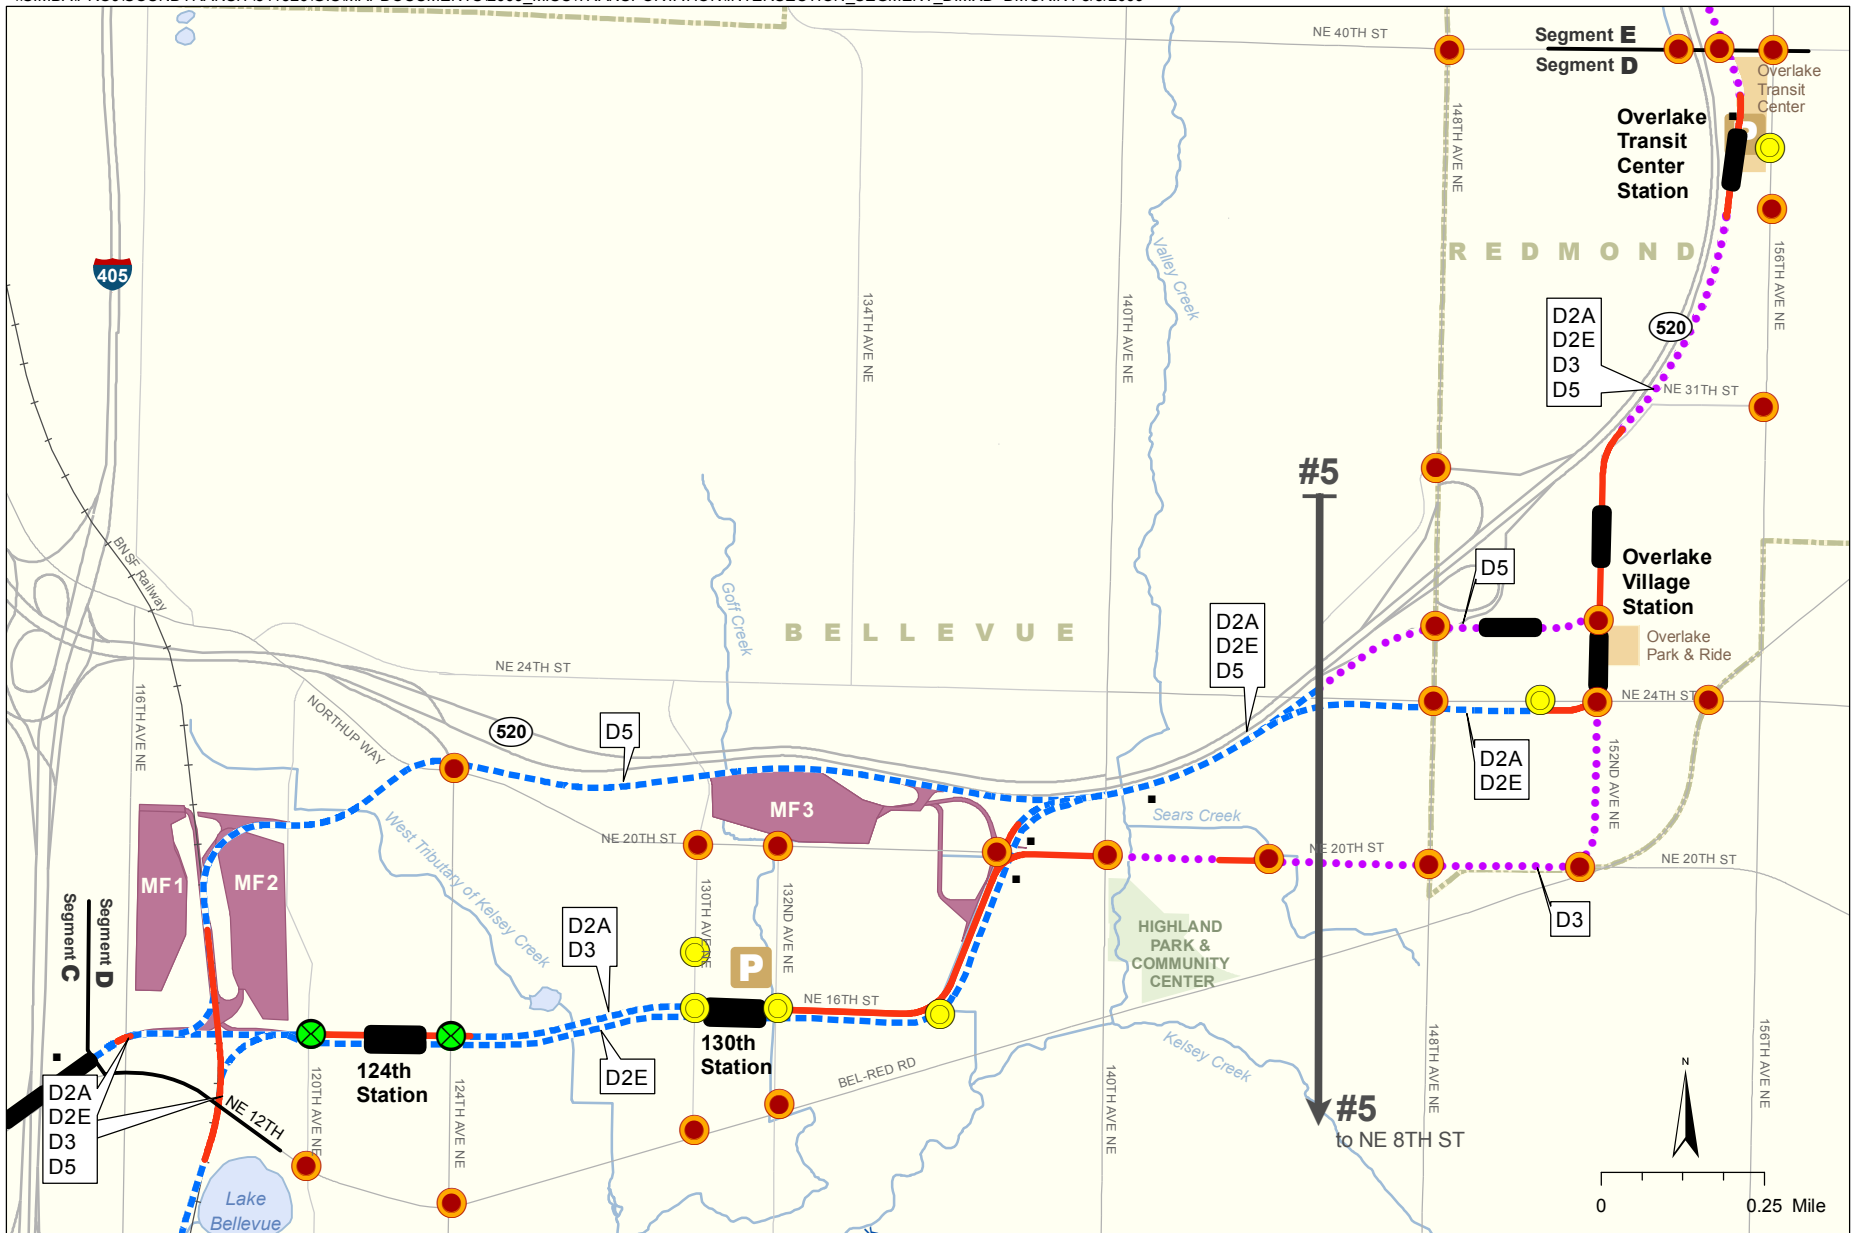 NE 40TH ST
Segment E
Segment D
Overlake
Transit
Center
P
Overlake
Transit
Center
Station
148TH AVE NE
REDMOND
156TH AVE NE
405
Valley Creek
134TH AVE NE
140TH AVE NE
520
D2A
D2E
D3
D5
NE 31TH ST
#5
BNSF Railway
Goff Creek
D5
Overlake
Village
Station
BELLEVUE
D2A
D2E
D5
Overlake
Park & Ride
NE 24TH ST
NE 24TH ST
116TH AVE NE
NORTHUP WAY
520
D5
D2A
D2E
152ND AVE NE
MF3
Sears Creek
NE 20TH ST
NE 20TH ST
NE 20TH ST
West Tributary of Kelsey Creek
MF1
MF2
130TH AVE NE
132ND AVE NE
D3
Segment C
Segment D
D2A
D3
HIGHLAND
PARK &
COMMUNITY
CENTER
P
NE 16TH ST
130th
Station
124th
Station
D2E
BEL-RED RD
Kelsey Creek
D2A
D2E
D3
D5
NE 12TH
120TH AVE NE
124TH AVE NE
140TH AVE NE
148TH AVE NE
156TH AVE NE
#5
to NE 8TH ST
N
Lake
Bellevue
0
0.25 Mile